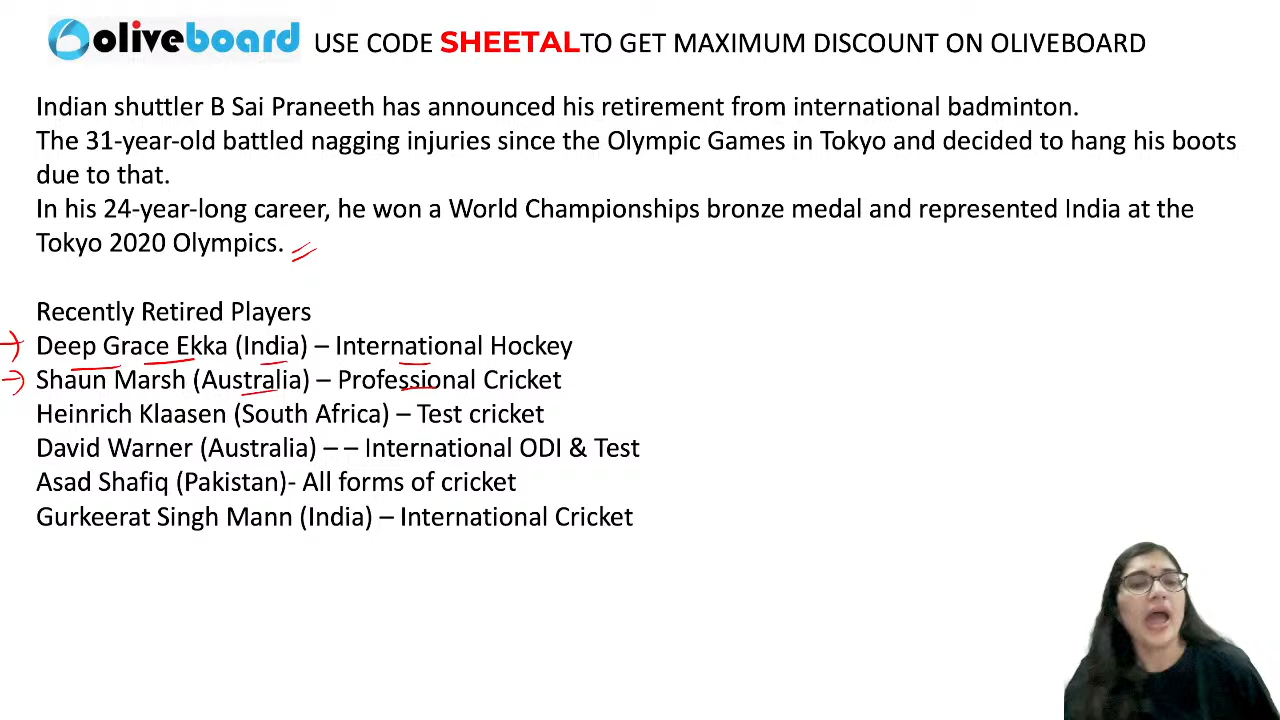 oliveboard USE CODE SHEETAL TO GET MAXIMUM DISCOUNT ON OLIVEBOARD
Indian shuttler B Sai Praneeth has announced his retirement from international badminton.
The 31-year-old battled nagging injuries since the Olympic Games in Tokyo and decided to hang his boots
due to that.
In his 24-year-long career, he won a World Championships bronze medal and represented India at the
Tokyo 2020 Olympics.
Recently Retired Players
Deep Grace Ekka (India) – International Hockey
Shaun Marsh (Australia) – Professional Cricket
Heinrich Klaasen (South Africa) – Test cricket
David Warner (Australia) – – International ODI & Test
Asad Shafiq (Pakistan)- All forms of cricket
Gurkeerat Singh Mann (India) – International Cricket